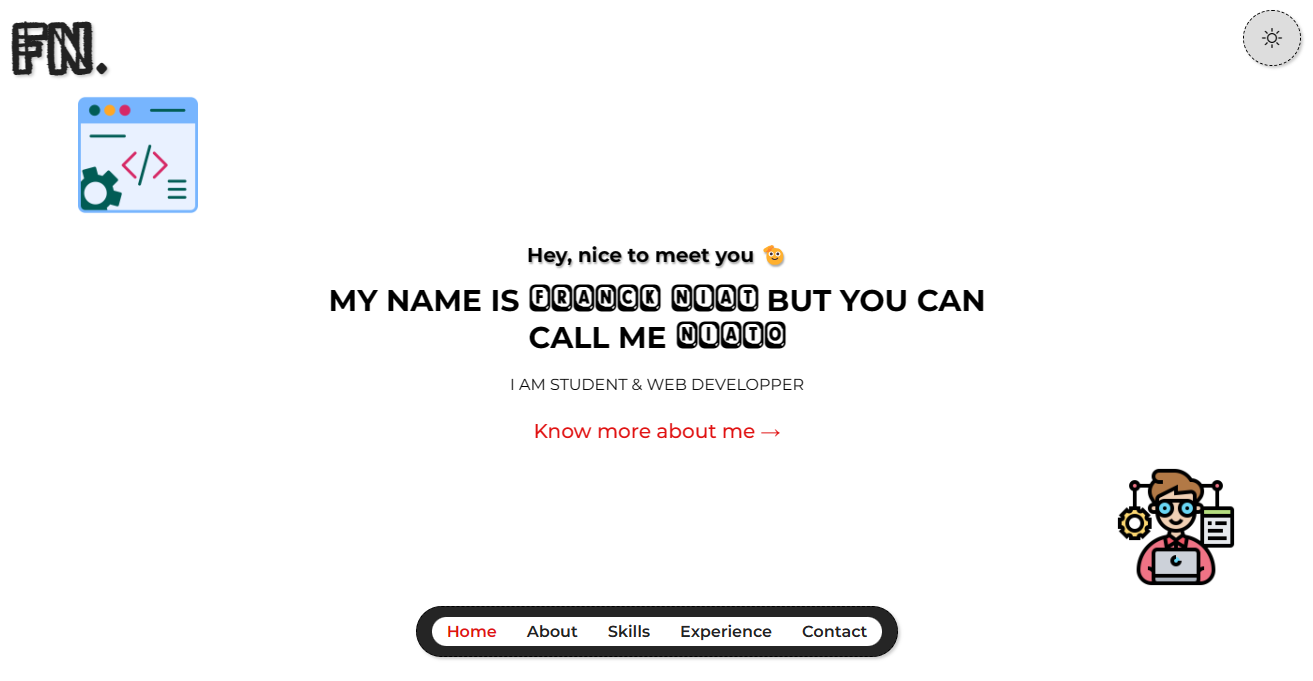 FN.
</>
Hey, nice to meet you
MY NAME IS FRANCK NIAT BUT YOU CAN
CALL ME NIATO
I AM STUDENT & WEB DEVELOPPER
Know more about me →
Home About Skills Experience Contact